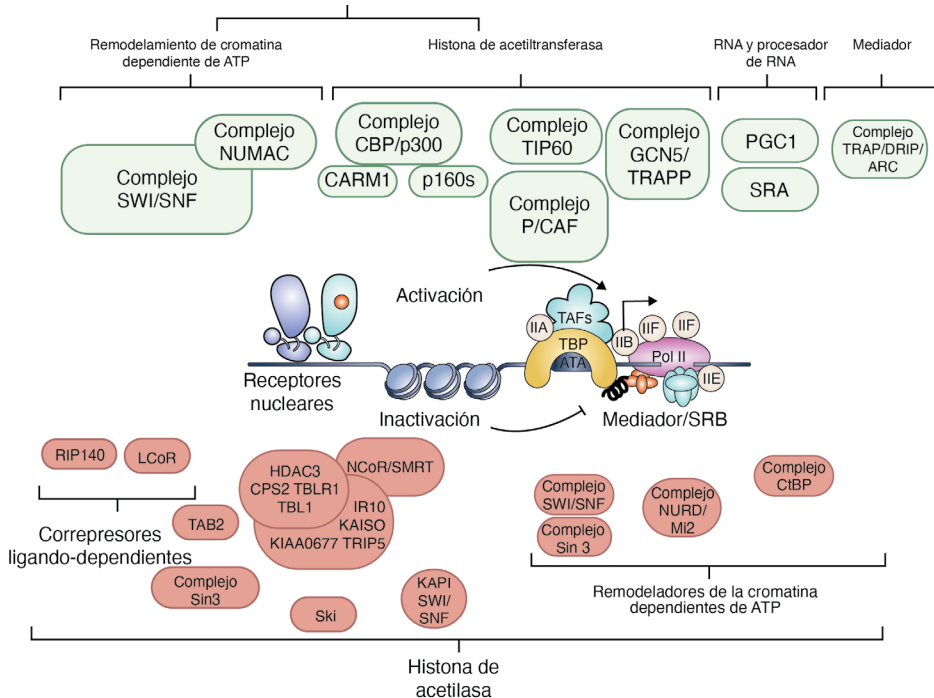 Remodelamiento de cromatina
dependiente de ATP
Histona de acetiltransferasa
RNA y procesador
de RNA
Mediador
Complejo
NUMAC
Complejo
SWI/SNF
Complejo
CBP/p300
CARM1
p160s
Complejo
TIP60
Complejo
P/CAF
Complejo
GCN5/
TRAPP
PGC1
SRA
Complejo
TRAP/DRIP/
ARC
Activación
Receptores
nucleares
Inactivación
IIA
TAFs
TBP
ATA
IIB
IIF
IIF
Pol II
IIE
Mediador/SRB
RIP140
LCoR
Correpresores
ligando-dependientes
TAB2
Complejo
Sin3
HDAC3
CPS2 TBLR1
TBL1
NCoR/SMRT
IR10
KAISO
KIAA0677 TRIP5
Ski
KAPI
SWI/
SNF
Complejo
SWI/SNF
Complejo
Sin 3
Complejo
NURD/
Mi2
Complejo
CtBP
Remodeladores de la cromatina
dependientes de ATP
Histona de
acetilasa